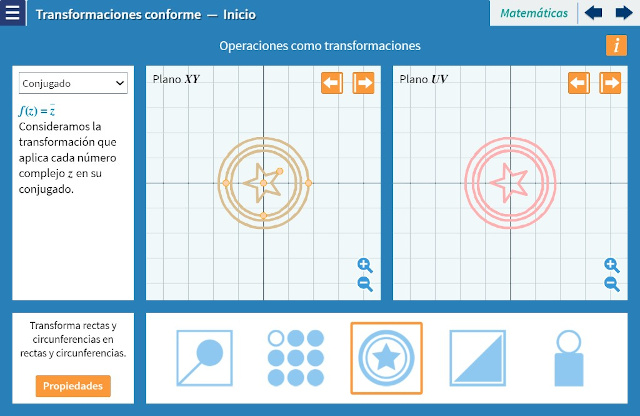 Transformaciones conforme — Inicio
Matemáticas
Operaciones como transformaciones
i
Conjugado
f(z) = z̄
Consideramos la
transformación que
aplica cada número
complejo z en su
conjugado.
Plano XY
Plano UV
Transforma rectas y
circunferencias en
rectas y circunferencias.
Propiedades